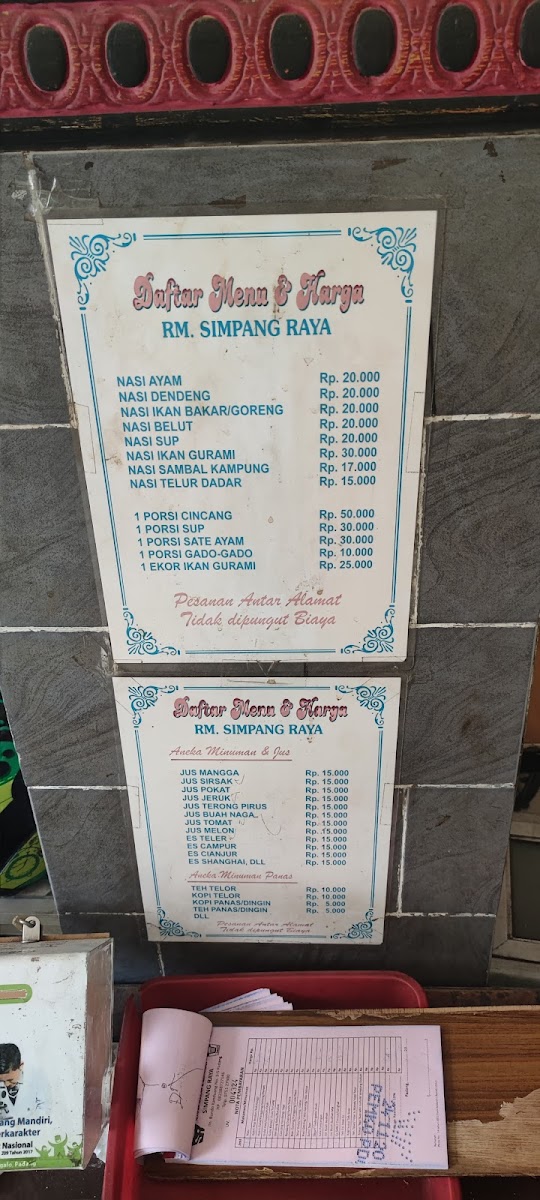 Daftar Menu & Harga
RM. SIMPANG RAYA
NASI AYAM Rp. 20.000
NASI DENDENG Rp. 20.000
NASI IKAN BAKAR/GORENG Rp. 20.000
NASI BELUT Rp. 20.000
NASI SUP Rp. 20.000
NASI IKAN GURAMI Rp. 30.000
NASI SAMBAL KAMPUNG Rp. 17.000
NASI TELUR DADAR Rp. 15.000
1 PORSI CINCANG Rp. 50.000
1 PORSI SUP Rp. 30.000
1 PORSI SATE AYAM Rp. 30.000
1 PORSI GADO-GADO Rp. 10.000
1 EKOR IKAN GURAMI Rp. 25.000
Pesanan Antar Alamat
Tidak dipungut Biaya
Daftar Menu & Harga
RM. SIMPANG RAYA
Aneka Minuman & Jus
JUS MANGGA Rp. 15.000
JUS SIRSAK Rp. 15.000
JUS POKAT Rp. 15.000
JUS JERUK Rp. 15.000
JUS TERONG PIRUS Rp. 15.000
JUS BUAH NAGA Rp. 15.000
JUS TOMAT Rp. 15.000
JUS MELON Rp. 15.000
ES TELER Rp. 15.000
ES CAMPUR Rp. 15.000
ES CIANJUR Rp. 15.000
ES SHANGHAI, DLL Rp. 15.000
Aneka Minuman Panas
TEH TELOR Rp. 10.000
KOPI TELOR Rp. 10.000
KOPI PANAS/DINGIN Rp. 5.000
TEH PANAS/DINGIN Rp. 5.000
DLL
Pesanan Antar Alamat
Tidak dipungut Biaya
ang Mandiri,
erkarakter
Nasional
209 Tahun 2017
SIMPANG RAYA
004124